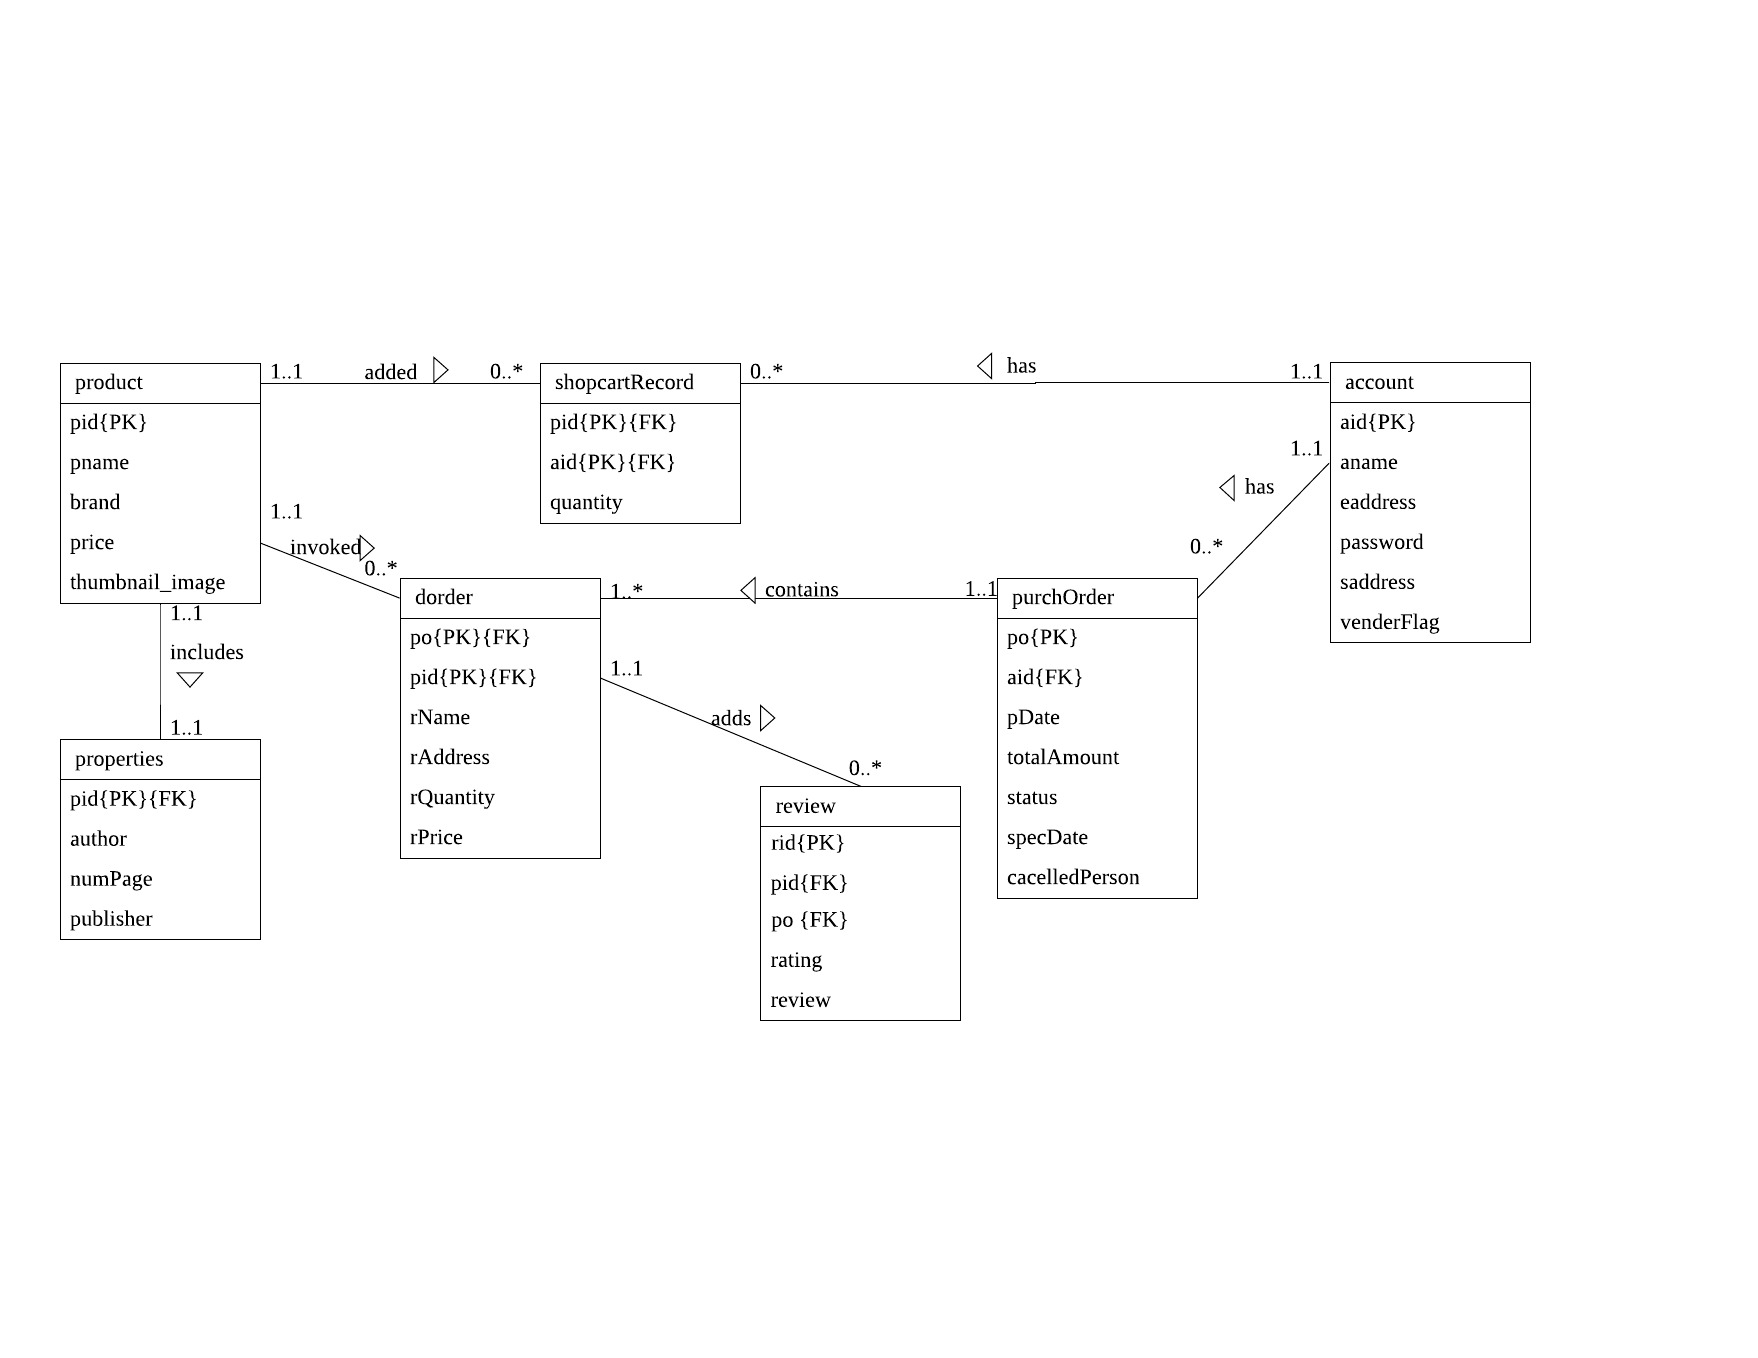 product
pid{PK}
pname
brand
price
thumbnail_image
1..1
added
0..*
shopcartRecord
pid{PK}{FK}
aid{PK}{FK}
quantity
0..*
has
1..1
account
aid{PK}
aname
eaddress
password
saddress
venderFlag
1..1
has
0..*
1..1
invoked
0..*
dorder
po{PK}{FK}
pid{PK}{FK}
rName
rAddress
rQuantity
rPrice
1..*
contains
1..1
purchOrder
po{PK}
aid{FK}
pDate
totalAmount
status
specDate
cacelledPerson
1..1
includes
1..1
properties
pid{PK}{FK}
author
numPage
publisher
1..1
adds
0..*
review
rid{PK}
pid{FK}
po {FK}
rating
review